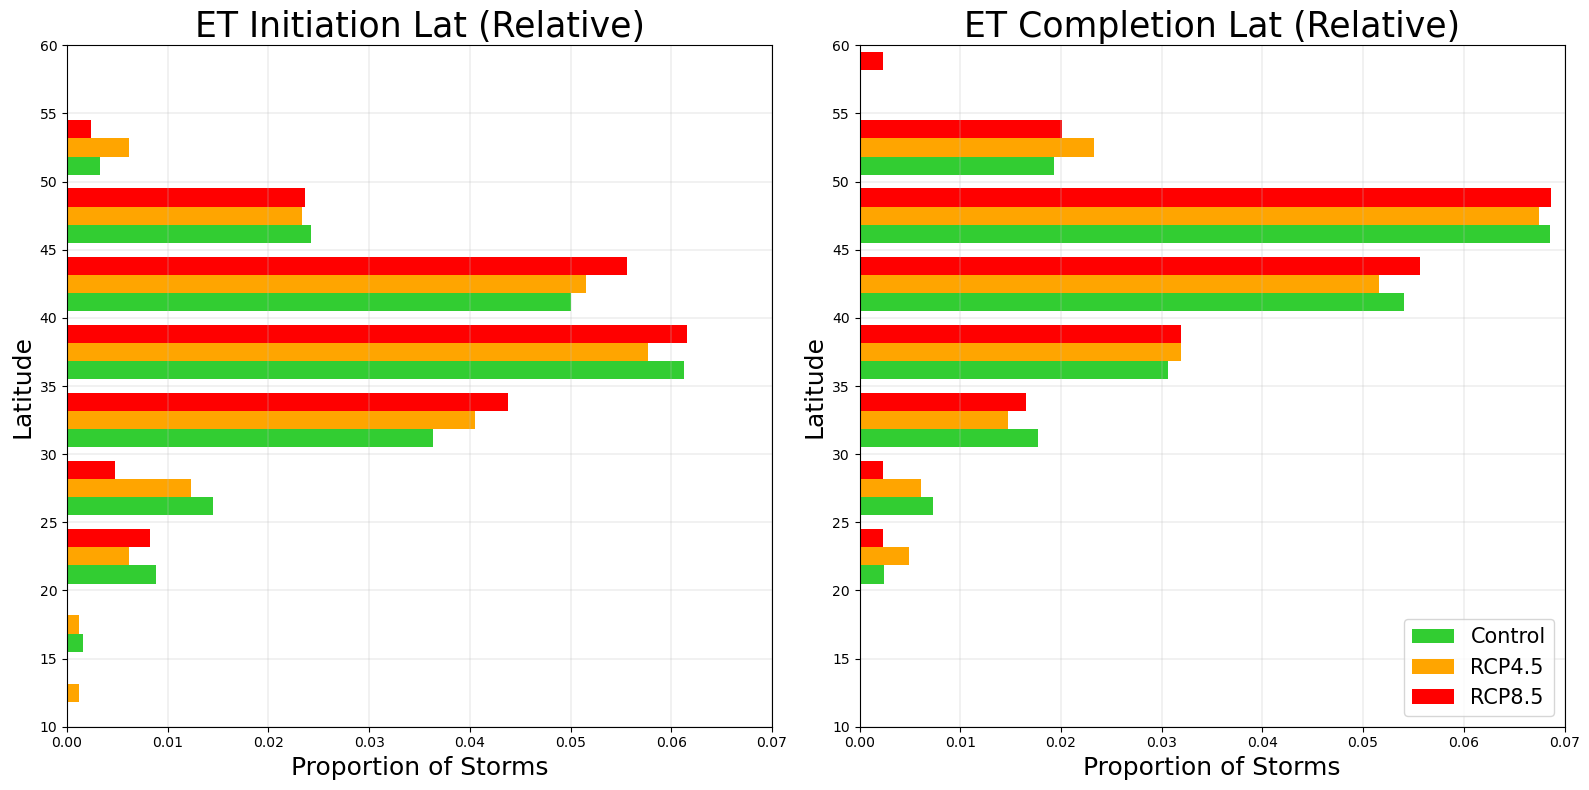 ET Initiation Lat (Relative)
60
55
50
45
40
35
30
25
20
15
10
Latitude
0.00 0.01 0.02 0.03 0.04 0.05 0.06 0.07
Proportion of Storms
ET Completion Lat (Relative)
60
55
50
45
40
35
30
25
20
15
10
Latitude
Control
RCP4.5
RCP8.5
0.00 0.01 0.02 0.03 0.04 0.05 0.06 0.07
Proportion of Storms